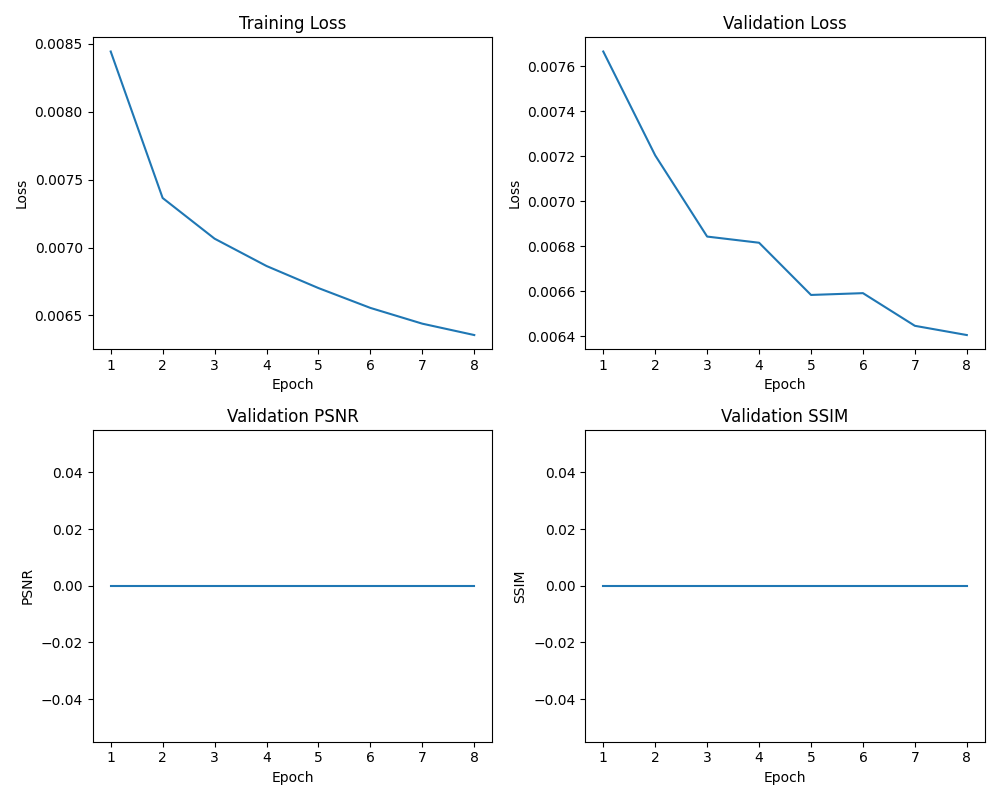 Training Loss
Validation Loss
0.0085
0.0080
0.0075
0.0070
0.0065
Loss
1 2 3 4 5 6 7 8
Epoch
0.0076
0.0074
0.0072
0.0070
0.0068
0.0066
0.0064
Loss
1 2 3 4 5 6 7 8
Epoch
Validation PSNR
Validation SSIM
0.04
0.02
0.00
−0.02
−0.04
PSNR
1 2 3 4 5 6 7 8
Epoch
0.04
0.02
0.00
−0.02
−0.04
SSIM
1 2 3 4 5 6 7 8
Epoch